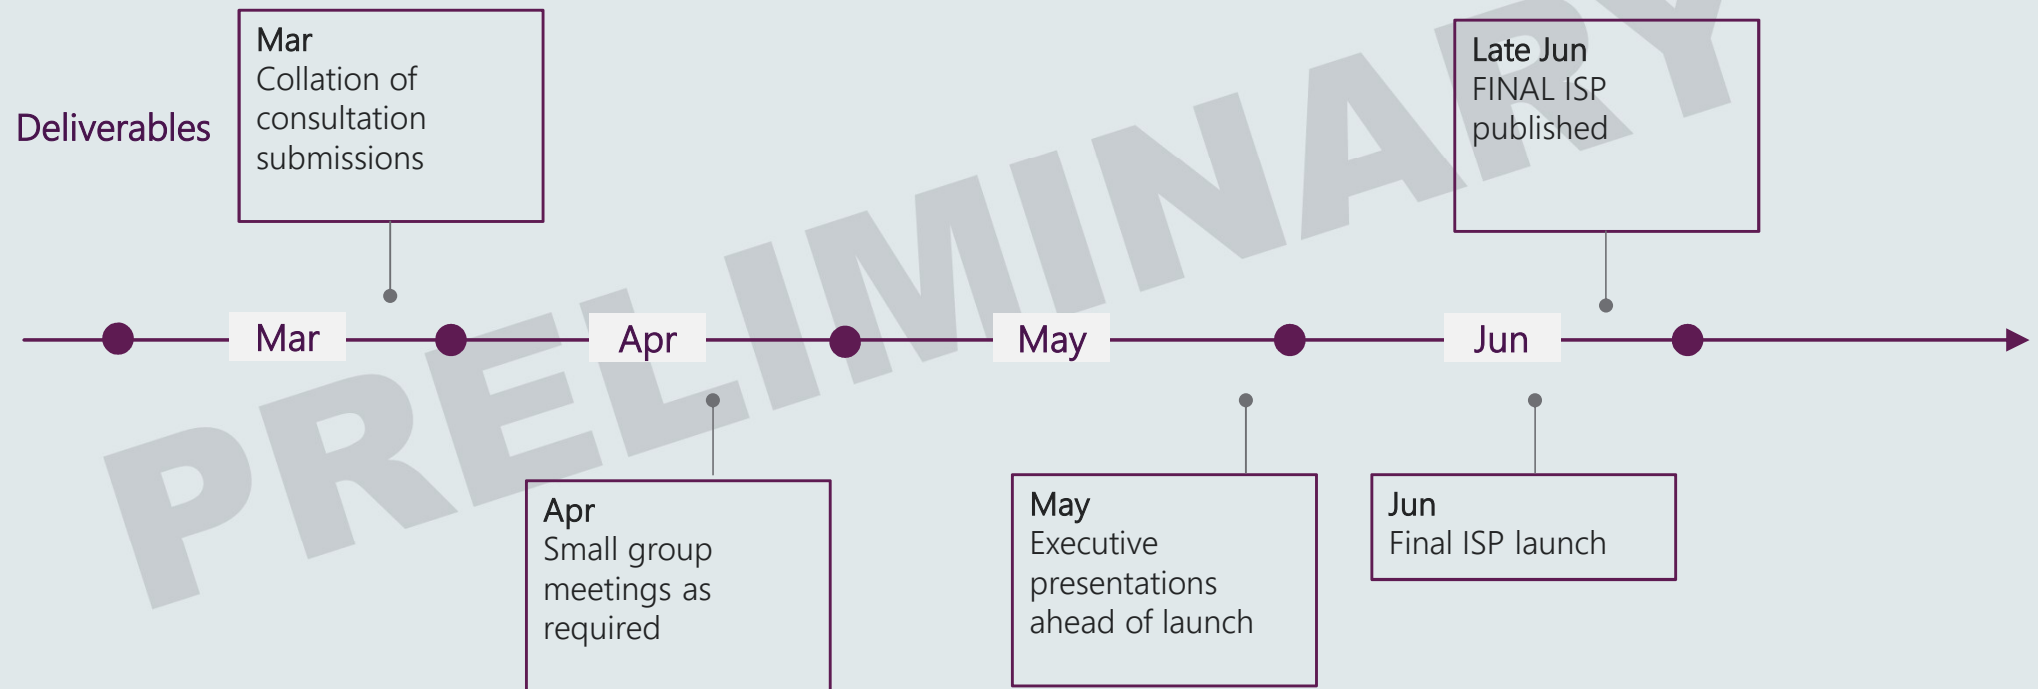 Deliverables
Mar
Collation of
consultation
submissions
Late Jun
FINAL ISP
published
PRELIMINARY
Mar
Apr
May
Jun
Apr
Small group
meetings as
required
May
Executive
presentations
ahead of launch
Jun
Final ISP launch